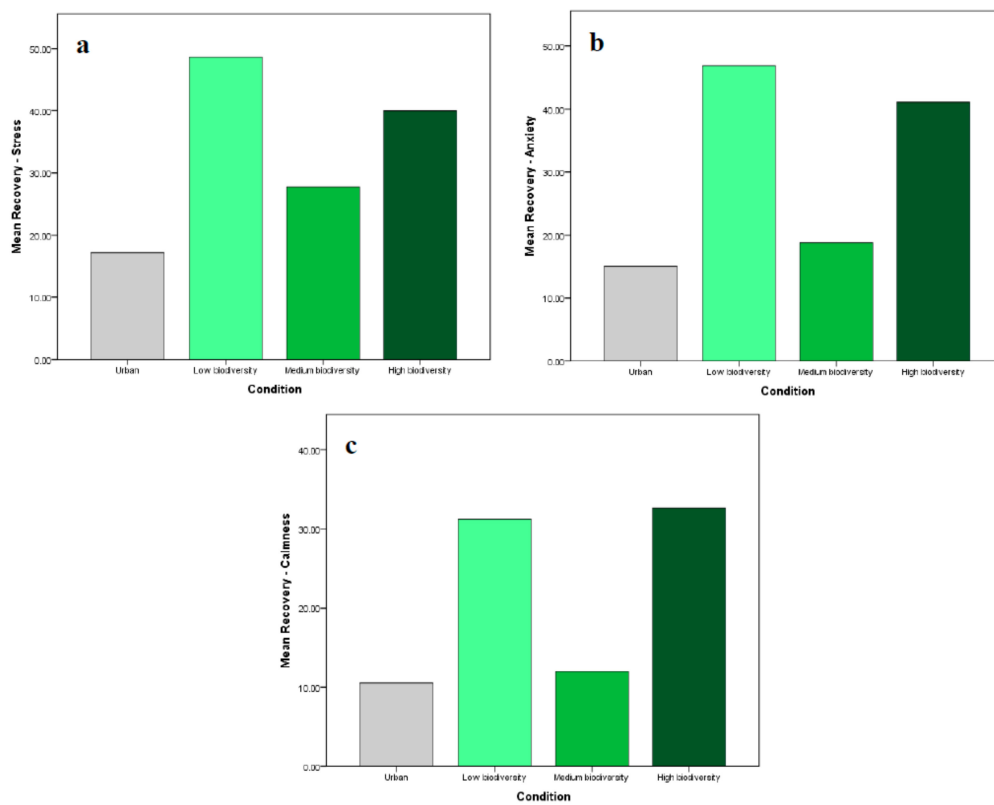 a
Mean Recovery - Stress
50.00
40.00
30.00
20.00
10.00
0.00
Urban Low biodiversity Medium biodiversity High biodiversity
Condition
b
Mean Recovery - Anxiety
50.00
40.00
30.00
20.00
10.00
0.00
Urban Low biodiversity Medium biodiversity High biodiversity
Condition
c
Mean Recovery - Calmness
40.00
30.00
20.00
10.00
0.00
Urban Low biodiversity Medium biodiversity High biodiversity
Condition